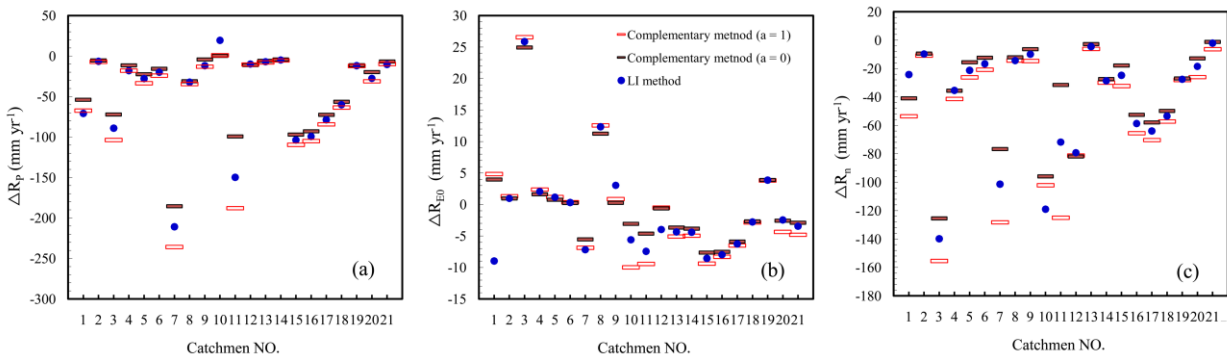 50
0
-50
-100
-150
-200
-250
-300
△R_P (mm yr⁻¹)
(a)
1 2 3 4 5 6 7 8 9 10 11 12 13 14 15 16 17 18 19 20 21
Catchmen NO.
30
25
20
15
10
5
0
-5
-10
-15
△R_E0 (mm yr⁻¹)
Complementary metnod (a = 1)
Complementary metnod (a = 0)
LI metnod
(b)
1 2 3 4 5 6 7 8 9 10 11 12 13 14 15 16 17 18 19 20 21
Catchmen NO.
20
0
-20
-40
-60
-80
-100
-120
-140
-160
-180
△R_n (mm yr⁻¹)
(c)
1 2 3 4 5 6 7 8 9 10 11 12 13 14 15 16 17 18 19 20 21
Catchmen NO.